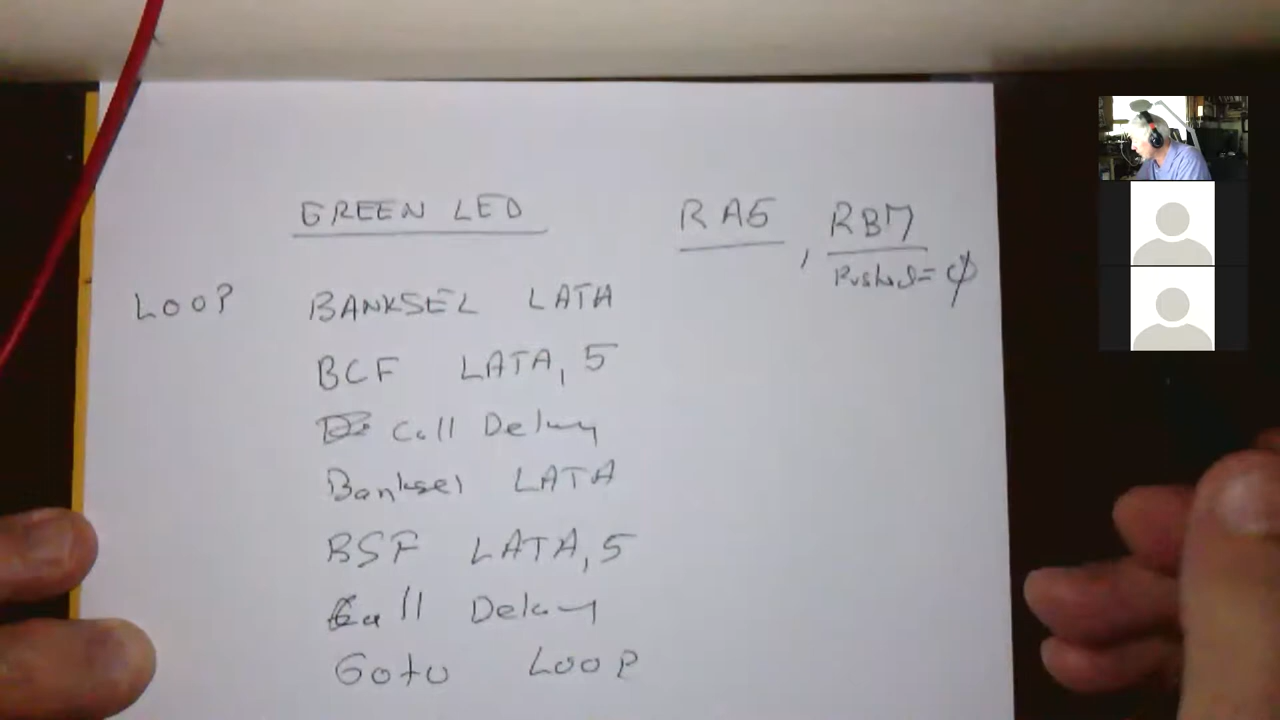 GREEN LED RA5, RB7
Pushed = φ
LOOP BANKSEL LATA
BCF LATA,5
Call Delay
Banksel LATA
BSF LATA,5
Call Delay
Goto LOOP